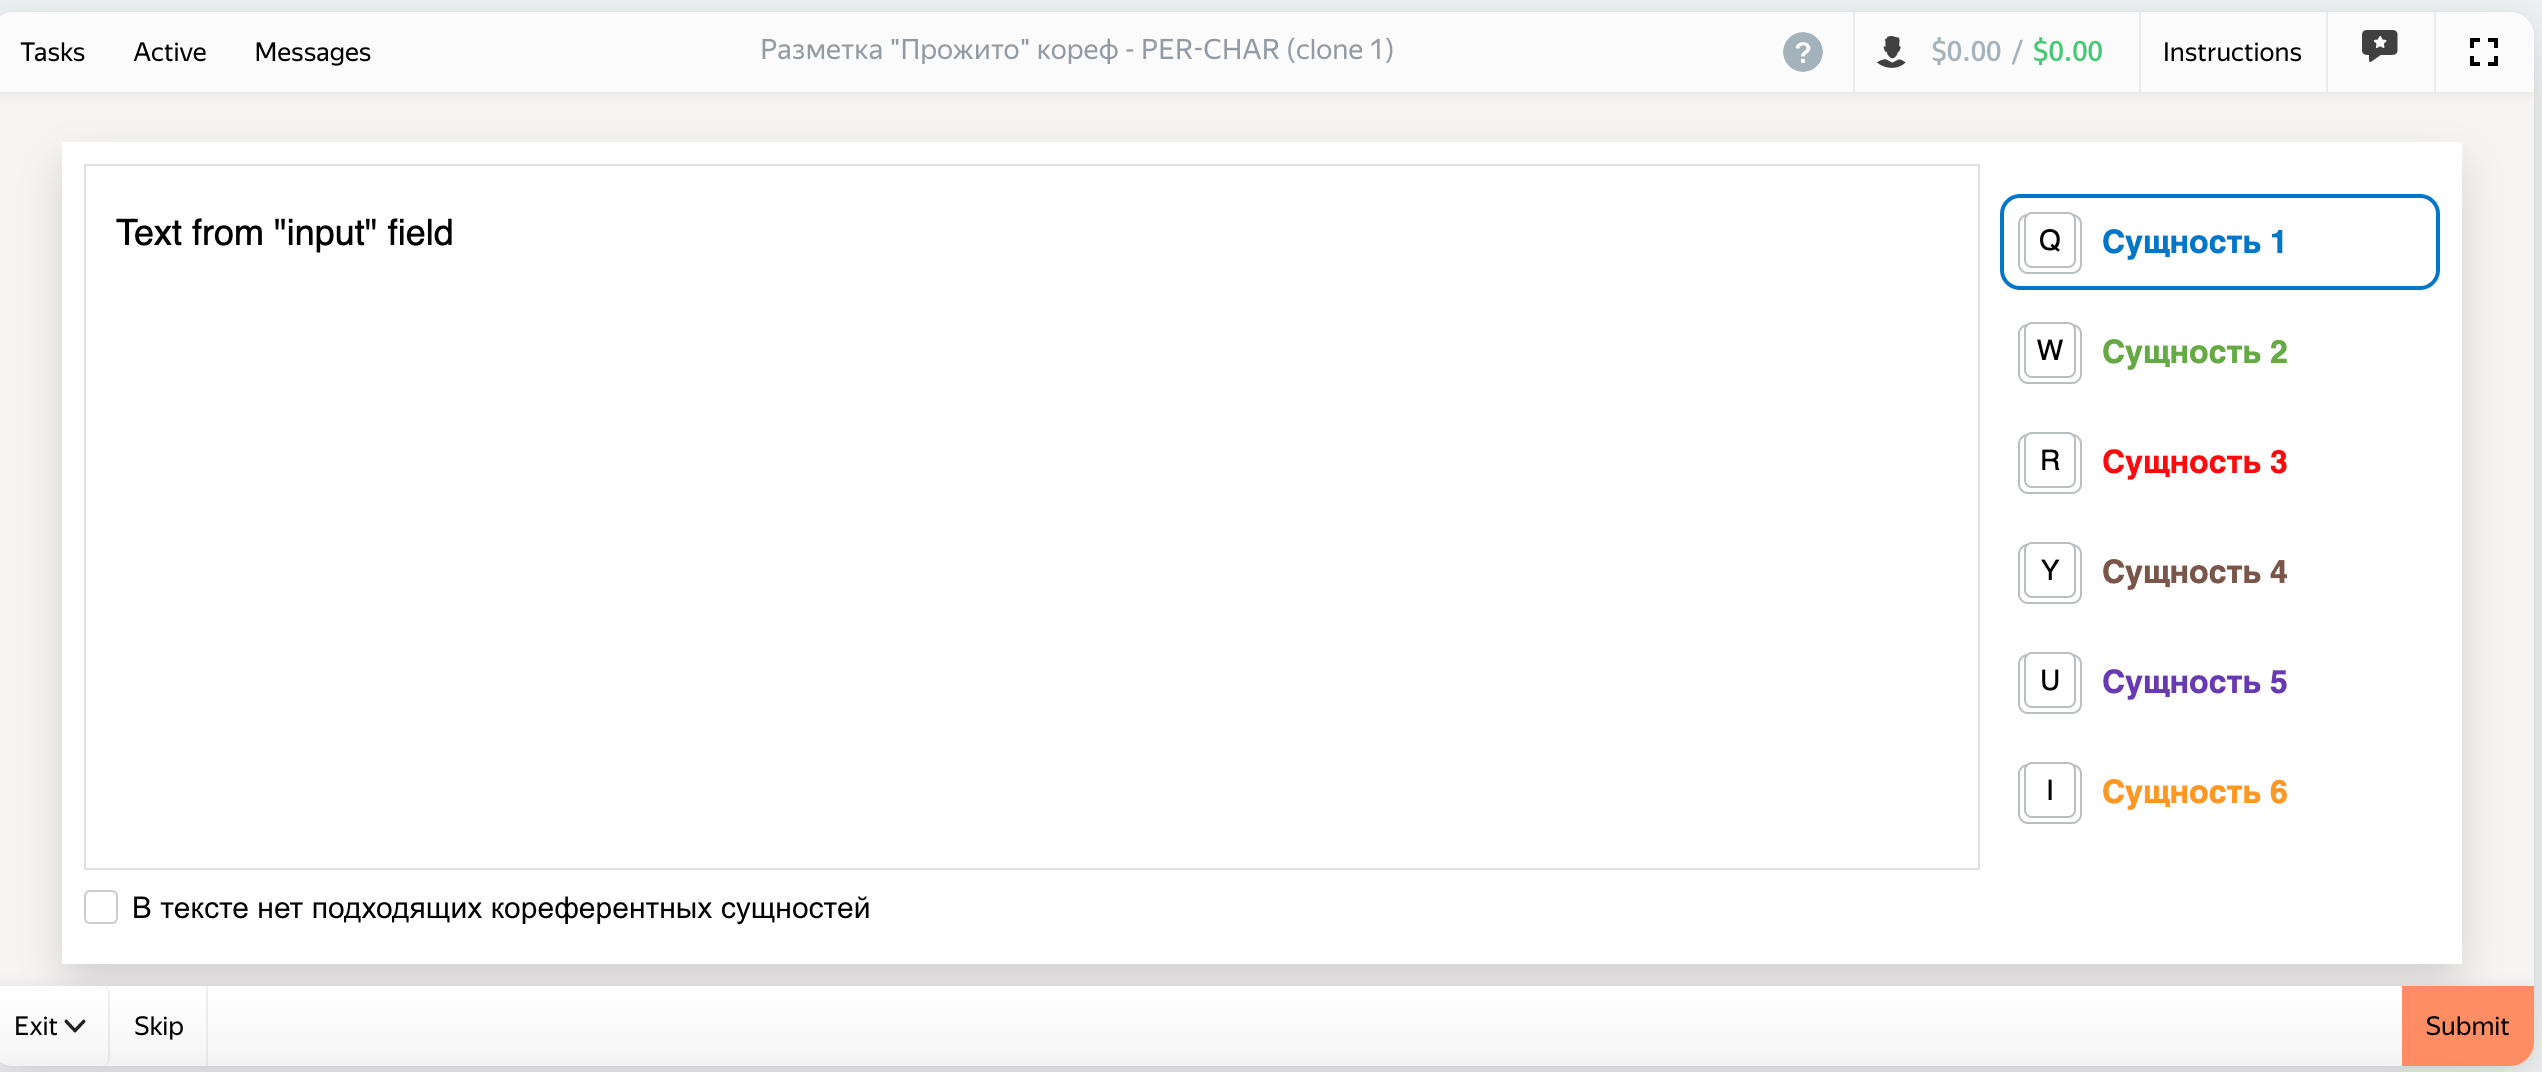 Tasks Active Messages Разметка "Прожито" кореф - PER-CHAR (clone 1) ? $0.00 / $0.00 Instructions
Text from "input" field
Q Сущность 1
W Сущность 2
R Сущность 3
Y Сущность 4
U Сущность 5
I Сущность 6
В тексте нет подходящих кореферентных сущностей
Exit Skip Submit